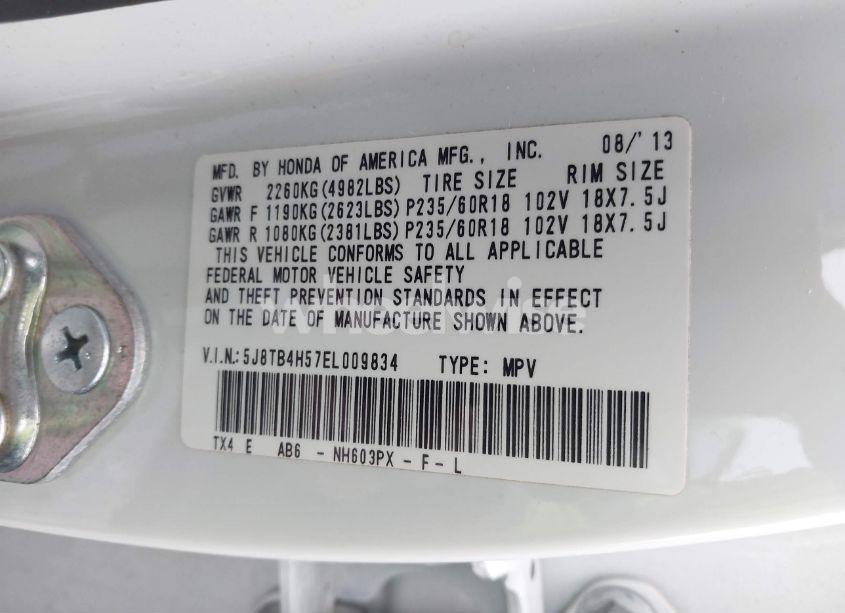 MFD. BY HONDA OF AMERICA MFG., INC. 08/'13
GVWR 2260KG(4982LBS) TIRE SIZE RIM SIZE
GAWR F 1190KG(2623LBS) P235/60R18 102V 18X7.5J
GAWR R 1080KG(2381LBS) P235/60R18 102V 18X7.5J
THIS VEHICLE CONFORMS TO ALL APPLICABLE
FEDERAL MOTOR VEHICLE SAFETY
AND THEFT PREVENTION STANDARDS IN EFFECT
ON THE DATE OF MANUFACTURE SHOWN ABOVE.
V.I.N.: 5J8TB4H57EL009834 TYPE: MPV
TX4 E AB6 - NH603PX - F - L